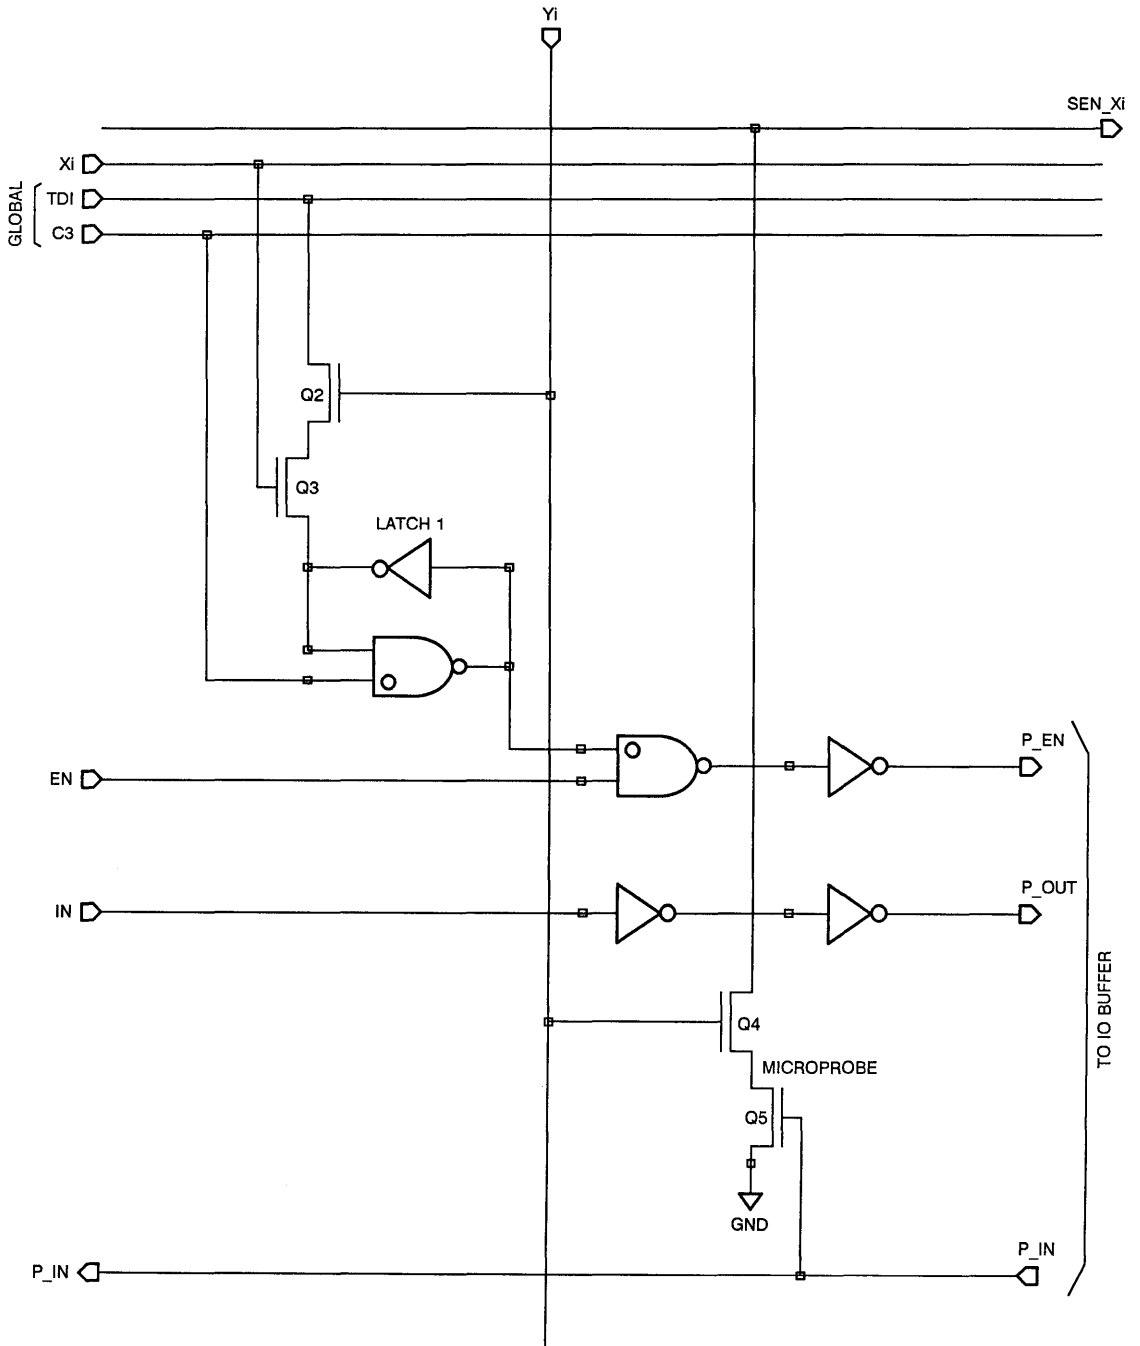 Yi
SEN_Xi
Xi
GLOBAL
TDI
C3
Q2
Q3
LATCH 1
P_EN
EN
P_OUT
IN
TO IO BUFFER
Q4
MICROPROBE
Q5
GND
P_IN
P_IN